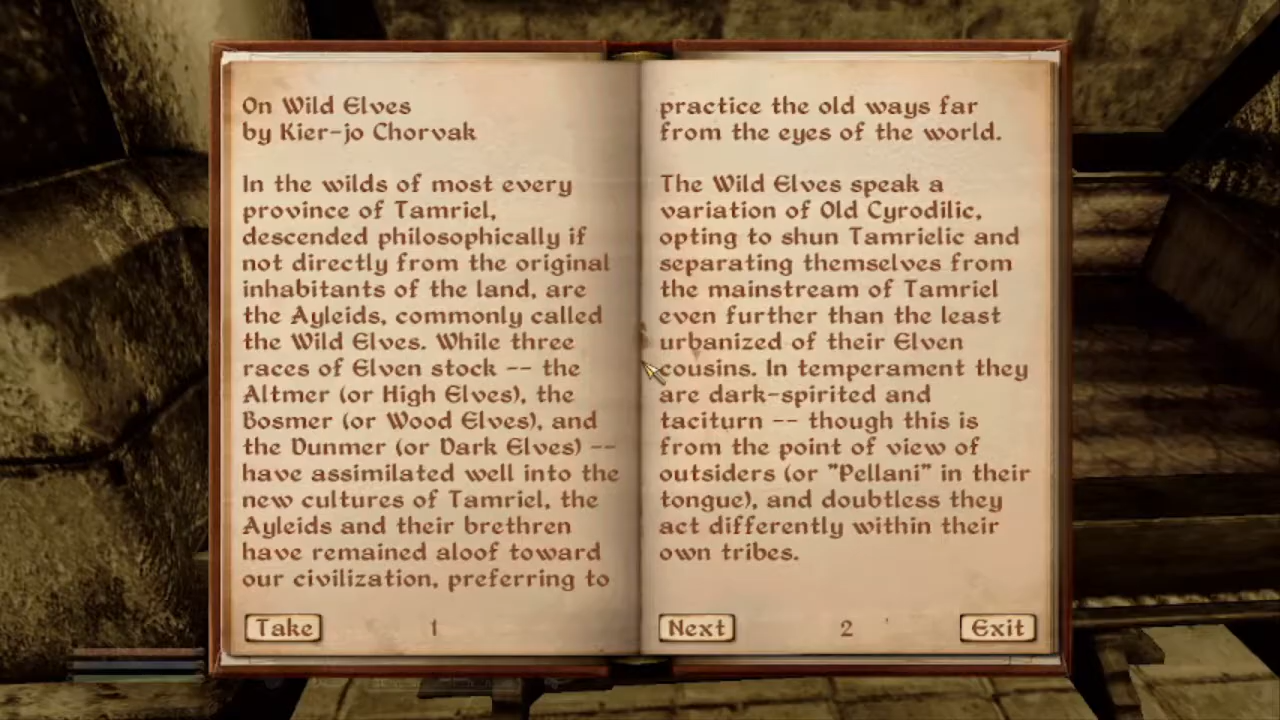 On Wild Elves
by Kier-jo Chorvak
In the wilds of most every
province of Tamriel,
descended philosophically if
not directly from the original
inhabitants of the land, are
the Ayleids, commonly called
the Wild Elves. While three
races of Elven stock -- the
Altmer (or High Elves), the
Bosmer (or Wood Elves), and
the Dunmer (or Dark Elves) --
have assimilated well into the
new cultures of Tamriel, the
Ayleids and their brethren
have remained aloof toward
our civilization, preferring to
Take
1
practice the old ways far
from the eyes of the world.
The Wild Elves speak a
variation of Old Cyrodilic,
opting to shun Tamrielic and
separating themselves from
the mainstream of Tamriel
even further than the least
urbanized of their Elven
cousins. In temperament they
are dark-spirited and
taciturn -- though this is
from the point of view of
outsiders (or "Pellani" in their
tongue), and doubtless they
act differently within their
own tribes.
Next
2
Exit